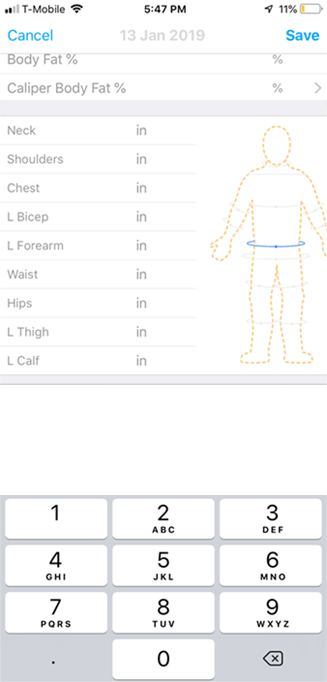 T-Mobile 5:47 PM 11%
Cancel 13 Jan 2019 Save
Body Fat % %
Caliper Body Fat % %
Neck in
Shoulders in
Chest in
L Bicep in
L Forearm in
Waist in
Hips in
L Thigh in
L Calf in
1 2 3
ABC DEF
4 5 6
GHI JKL MNO
7 8 9
PQRS TUV WXYZ
. 0